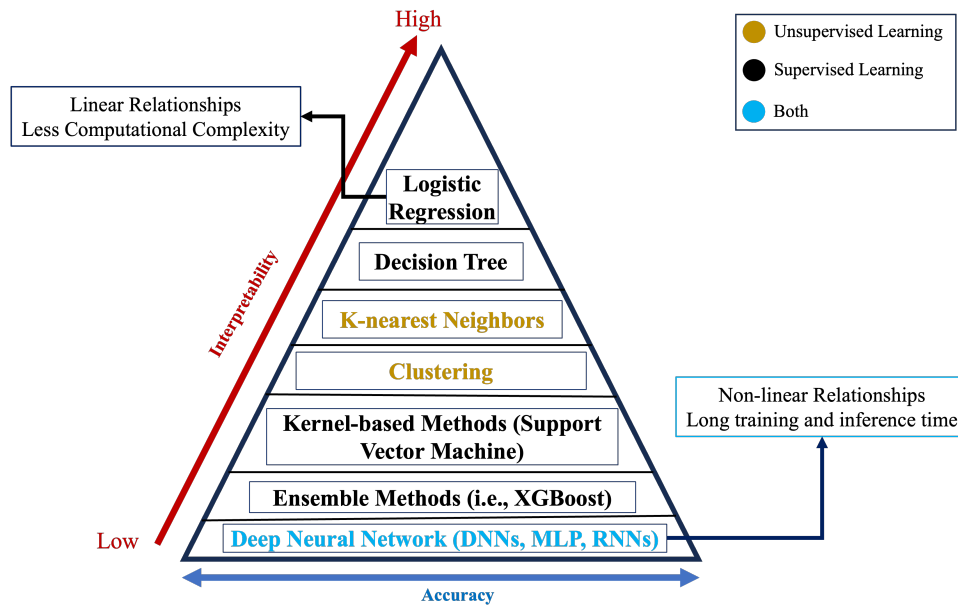 High
Unsupervised Learning
Supervised Learning
Both
Linear Relationships
Less Computational Complexity
Logistic
Regression
Decision Tree
Interpretability
K-nearest Neighbors
Clustering
Non-linear Relationships
Long training and inference time
Kernel-based Methods (Support
Vector Machine)
Ensemble Methods (i.e., XGBoost)
Low
Deep Neural Network (DNNs, MLP, RNNs)
Accuracy